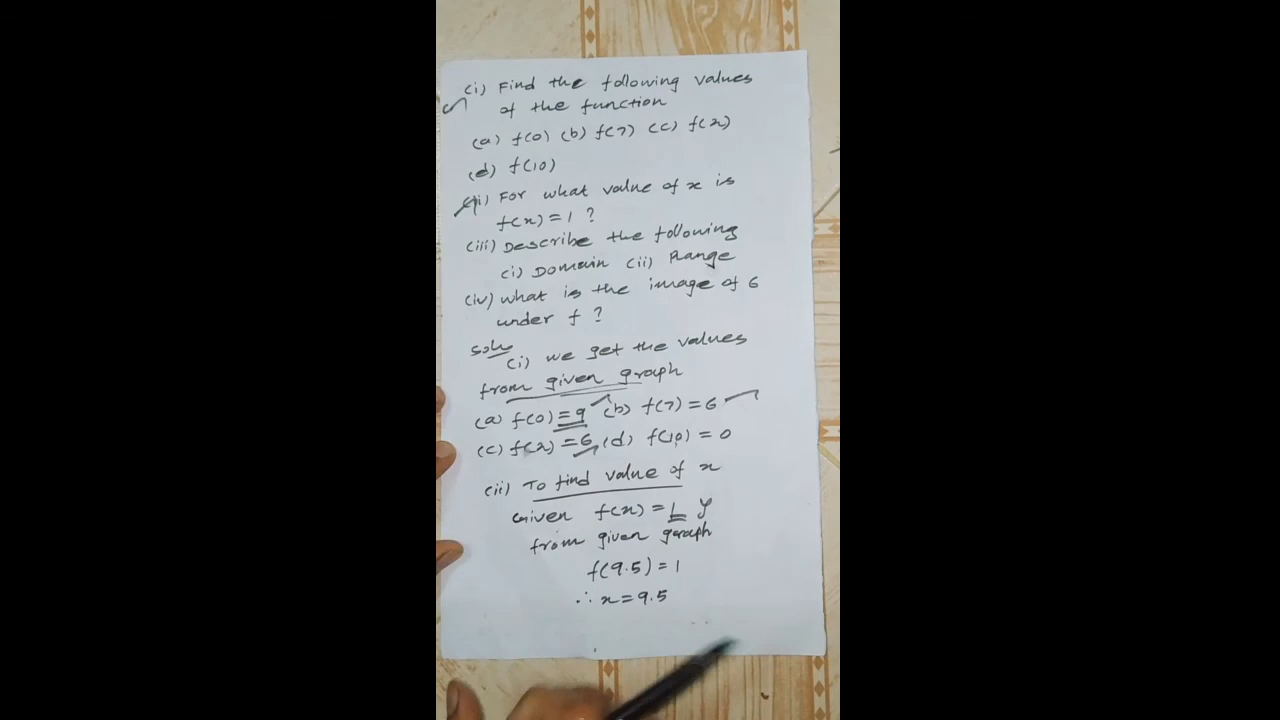 (i) Find the following values
of the function
(a) f(0) (b) f(7) (c) f(2)
(d) f(10)
(ii) For what value of x is
f(x) = 1 ?
(iii) Describe the following
(i) Domain (ii) Range
(iv) what is the image of 6
under f ?
Soln
(i) we get the values
from given graph
(a) f(0) = 9 (b) f(7) = 6
(c) f(2) = 6 (d) f(10) = 0
(ii) To find value of x
Given f(x) = 1 y
from given graph
f(9.5) = 1
∴ x = 9.5